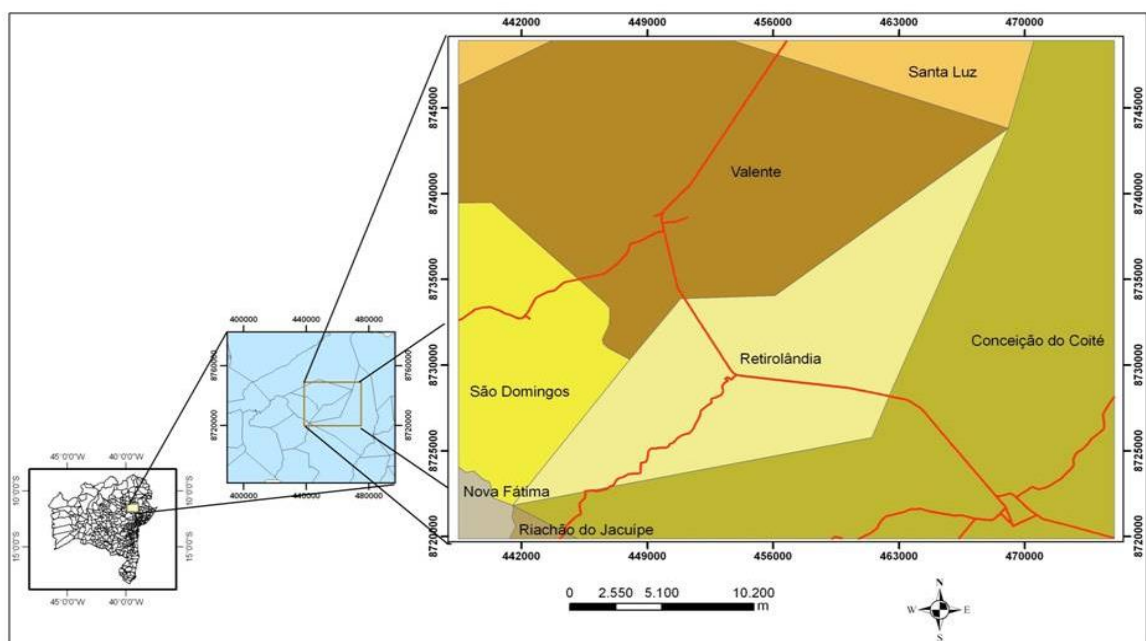 442000 449000 456000 463000 470000
Santa Luz
8745000 8745000
Valente
8740000 8740000
8735000 8735000
400000 440000 480000
Conceição do Coité
Retirolândia
8760000 8760000
8730000 8730000
São Domingos
8720000 8720000
8725000 8725000
45°0'0"W 40°0'0"W
Nova Fátima
400000 440000 480000
10°0'0"S 10°0'0"S
Riachão do Jacuípe
8720000 8720000
442000 449000 456000 463000 470000
15°0'0"S 15°0'0"S
0 2.550 5.100 10.200
m
45°0'0"W 40°0'0"W
N
W E
S